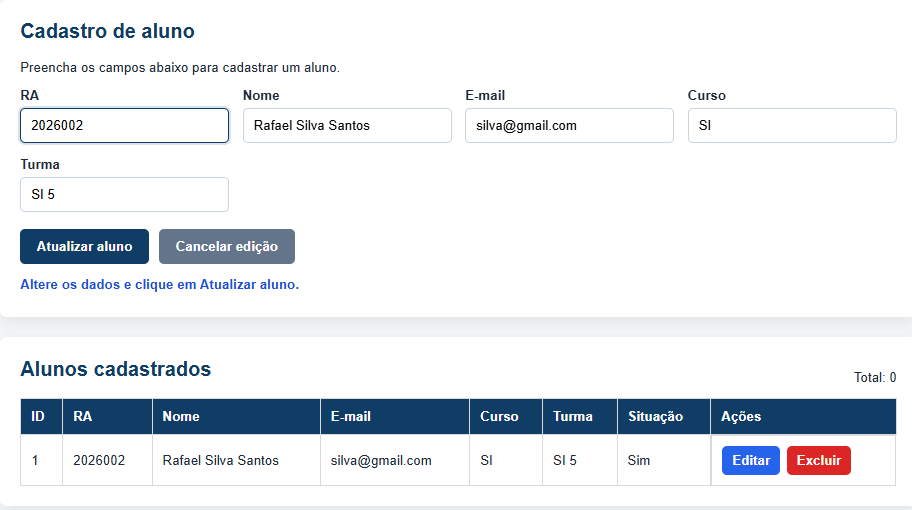 Cadastro de aluno
Preencha os campos abaixo para cadastrar um aluno.
RA Nome E-mail Curso
2026002 Rafael Silva Santos silva@gmail.com SI
Turma
SI 5
Atualizar aluno Cancelar edição
Altere os dados e clique em Atualizar aluno.
Alunos cadastrados
Total: 0
ID RA Nome E-mail Curso Turma Situação Ações
1 2026002 Rafael Silva Santos silva@gmail.com SI SI 5 Sim Editar Excluir